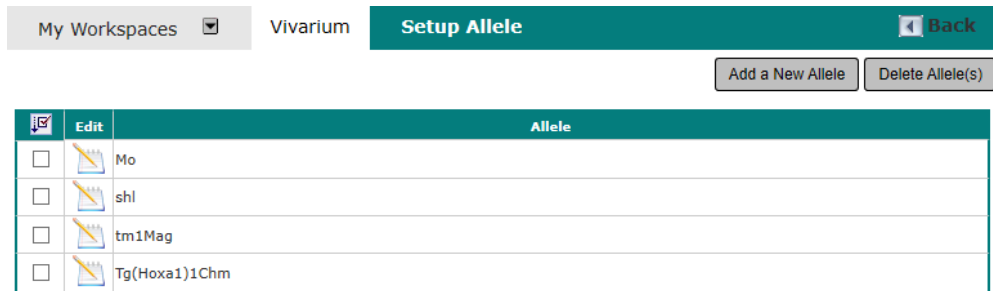 My Workspaces Vivarium Setup Allele Back
Add a New Allele Delete Allele(s)
Edit Allele
Mo
shl
tm1Mag
Tg(Hoxa1)1Chm